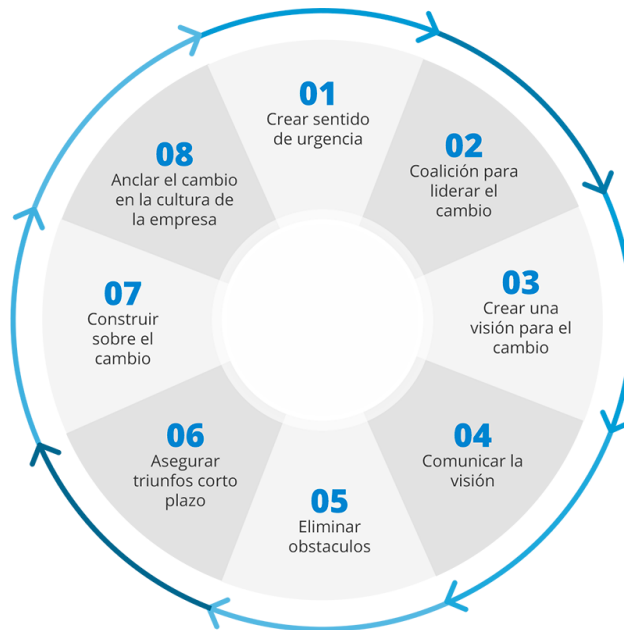 01
Crear sentido
de urgencia
02
Coalición para
liderar el
cambio
03
Crear una
visión para el
cambio
04
Comunicar la
visión
05
Eliminar
obstaculos
06
Asegurar
triunfos corto
plazo
07
Construir
sobre el
cambio
08
Anclar el cambio
en la cultura de
la empresa